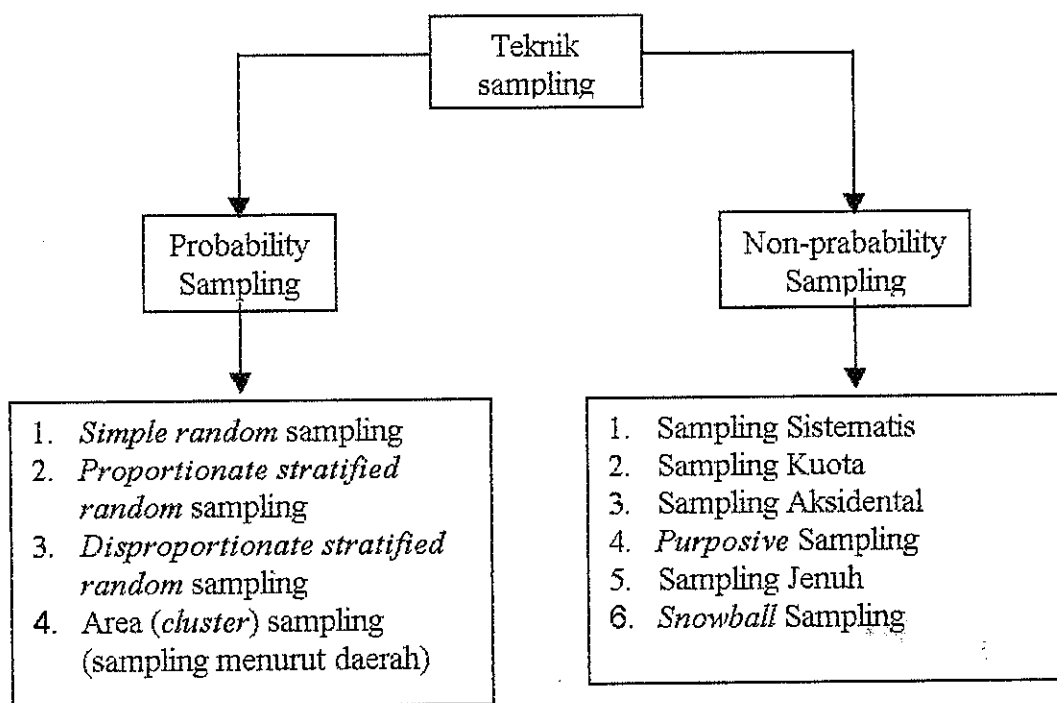 Teknik
sampling
Probability
Sampling
Non-prabability
Sampling
1. Simple random sampling
2. Proportionate stratified
random sampling
3. Disproportionate stratified
random sampling
4. Area (cluster) sampling
(sampling menurut daerah)
1. Sampling Sistematis
2. Sampling Kuota
3. Sampling Aksidental
4. Purposive Sampling
5. Sampling Jenuh
6. Snowball Sampling